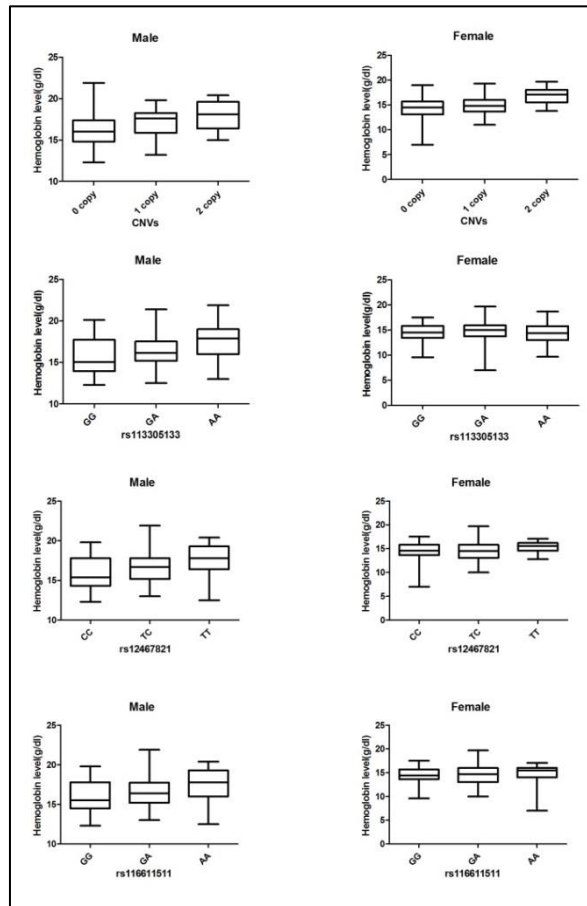 Male
Hemoglobin level(g/dl)
25
20
15
10
0 copy
1 copy
2 copy
CNVs
Female
Hemoglobin level(g/dl)
25
20
15
10
5
0
0 copy
1 copy
2 copy
CNVs
Male
Hemoglobin level(g/dl)
25
20
15
10
GG
GA
AA
rs113305133
Female
Hemoglobin level(g/dl)
25
20
15
10
5
0
GG
GA
AA
rs113305133
Male
Hemoglobin level(g/dl)
25
20
15
10
CC
TC
TT
rs12467821
Female
Hemoglobin level(g/dl)
25
20
15
10
5
0
CC
TC
TT
rs12467821
Male
Hemoglobin level(g/dl)
25
20
15
10
GG
GA
AA
rs116611511
Female
Hemoglobin level(g/dl)
25
20
15
10
5
0
GG
GA
AA
rs116611511